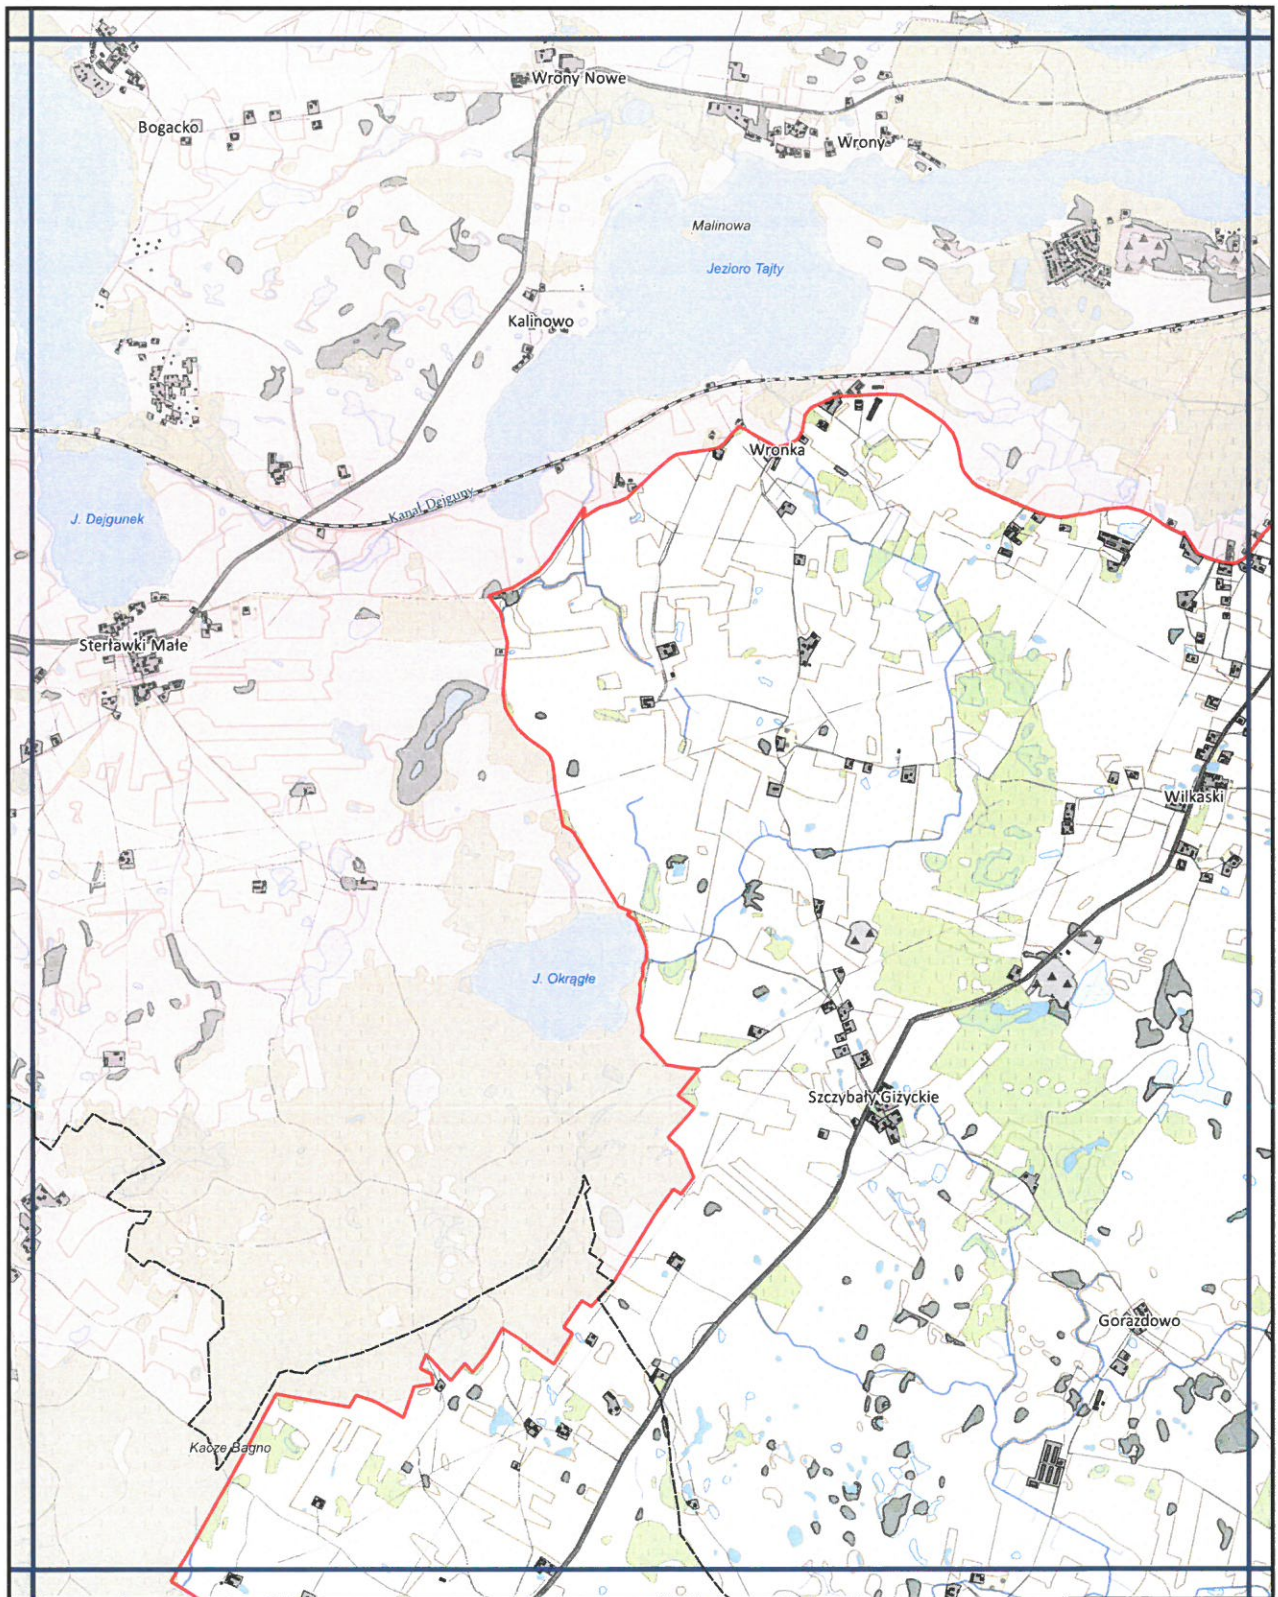 Wrony Nowe
Bogacko
Wrony
Malinowa
Jezioro Tajty
Kalinowo
Wronka
Kanał Dejguny
J. Dejgunek
Sterławki Małe
Wilkaski
J. Okrągłe
Szczybały Giżyckie
Gorazdowo
Kacze Bagno